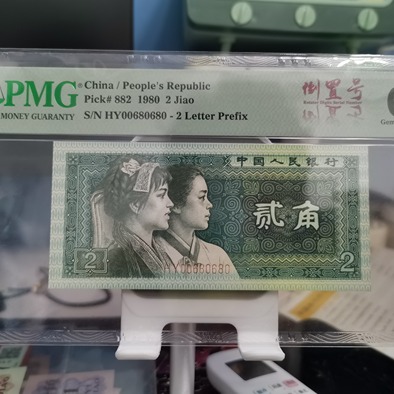 PMG
MONEY GUARANTY
China / People's Republic
Pick# 882 1980 2 Jiao
S/N HY00680680 - 2 Letter Prefix
倒置号
中国人民银行
贰角
HY00680680
2
2